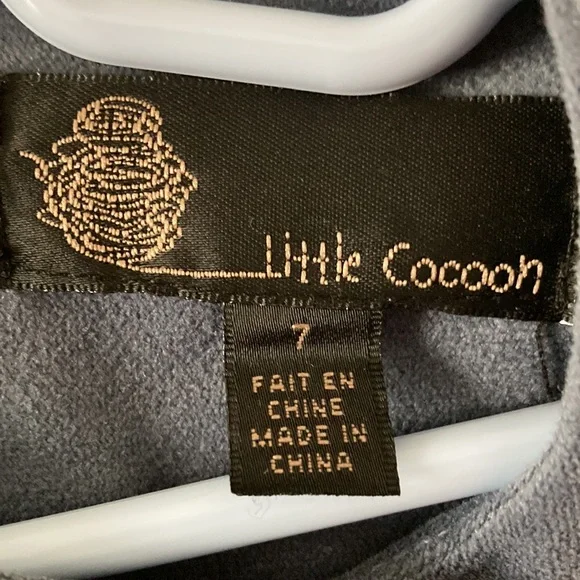 Little Cocoon
7
FAIT EN
CHINE
MADE IN
CHINA